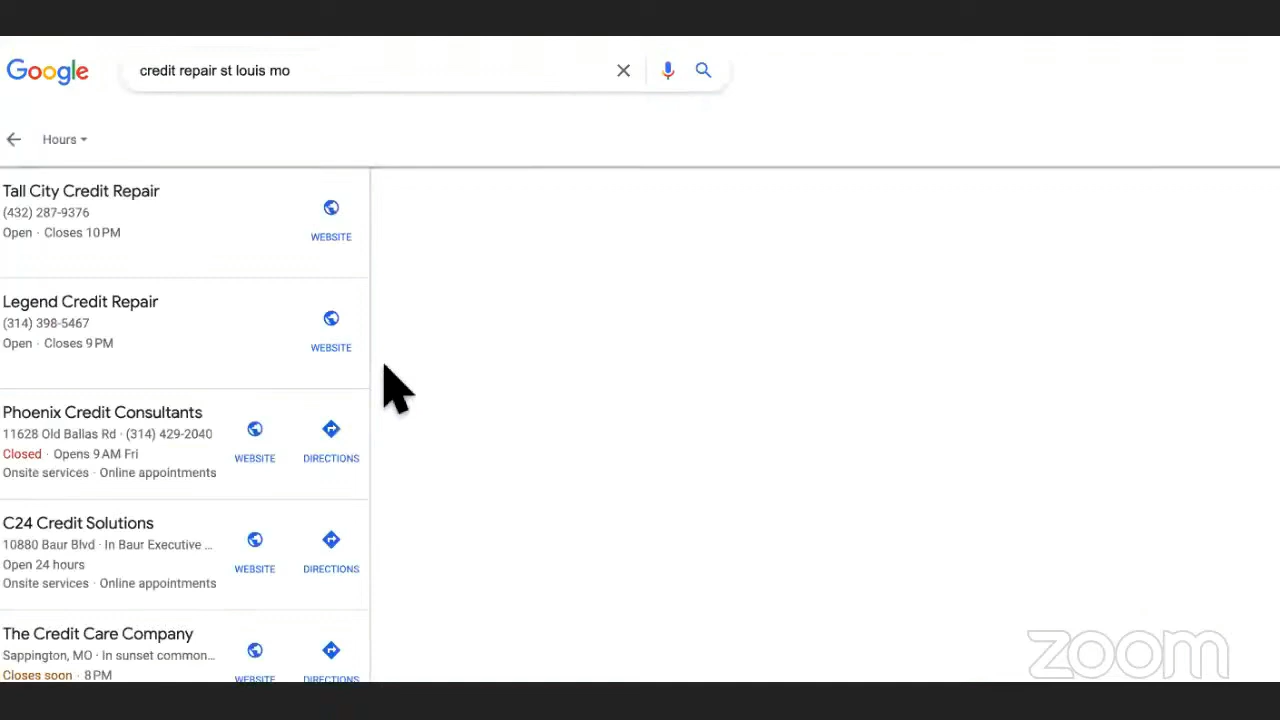 Google
credit repair st louis mo
Hours
Tall City Credit Repair
(432) 287-9376
Open · Closes 10 PM
WEBSITE
Legend Credit Repair
(314) 398-5467
Open · Closes 9 PM
WEBSITE
Phoenix Credit Consultants
11628 Old Ballas Rd · (314) 429-2040
Closed · Opens 9 AM Fri
Onsite services · Online appointments
WEBSITE
DIRECTIONS
C24 Credit Solutions
10880 Baur Blvd · In Baur Executive ...
Open 24 hours
Onsite services · Online appointments
WEBSITE
DIRECTIONS
The Credit Care Company
Sappington, MO · In sunset common...
Closes soon · 8 PM
WEBSITE
DIRECTIONS
zoom